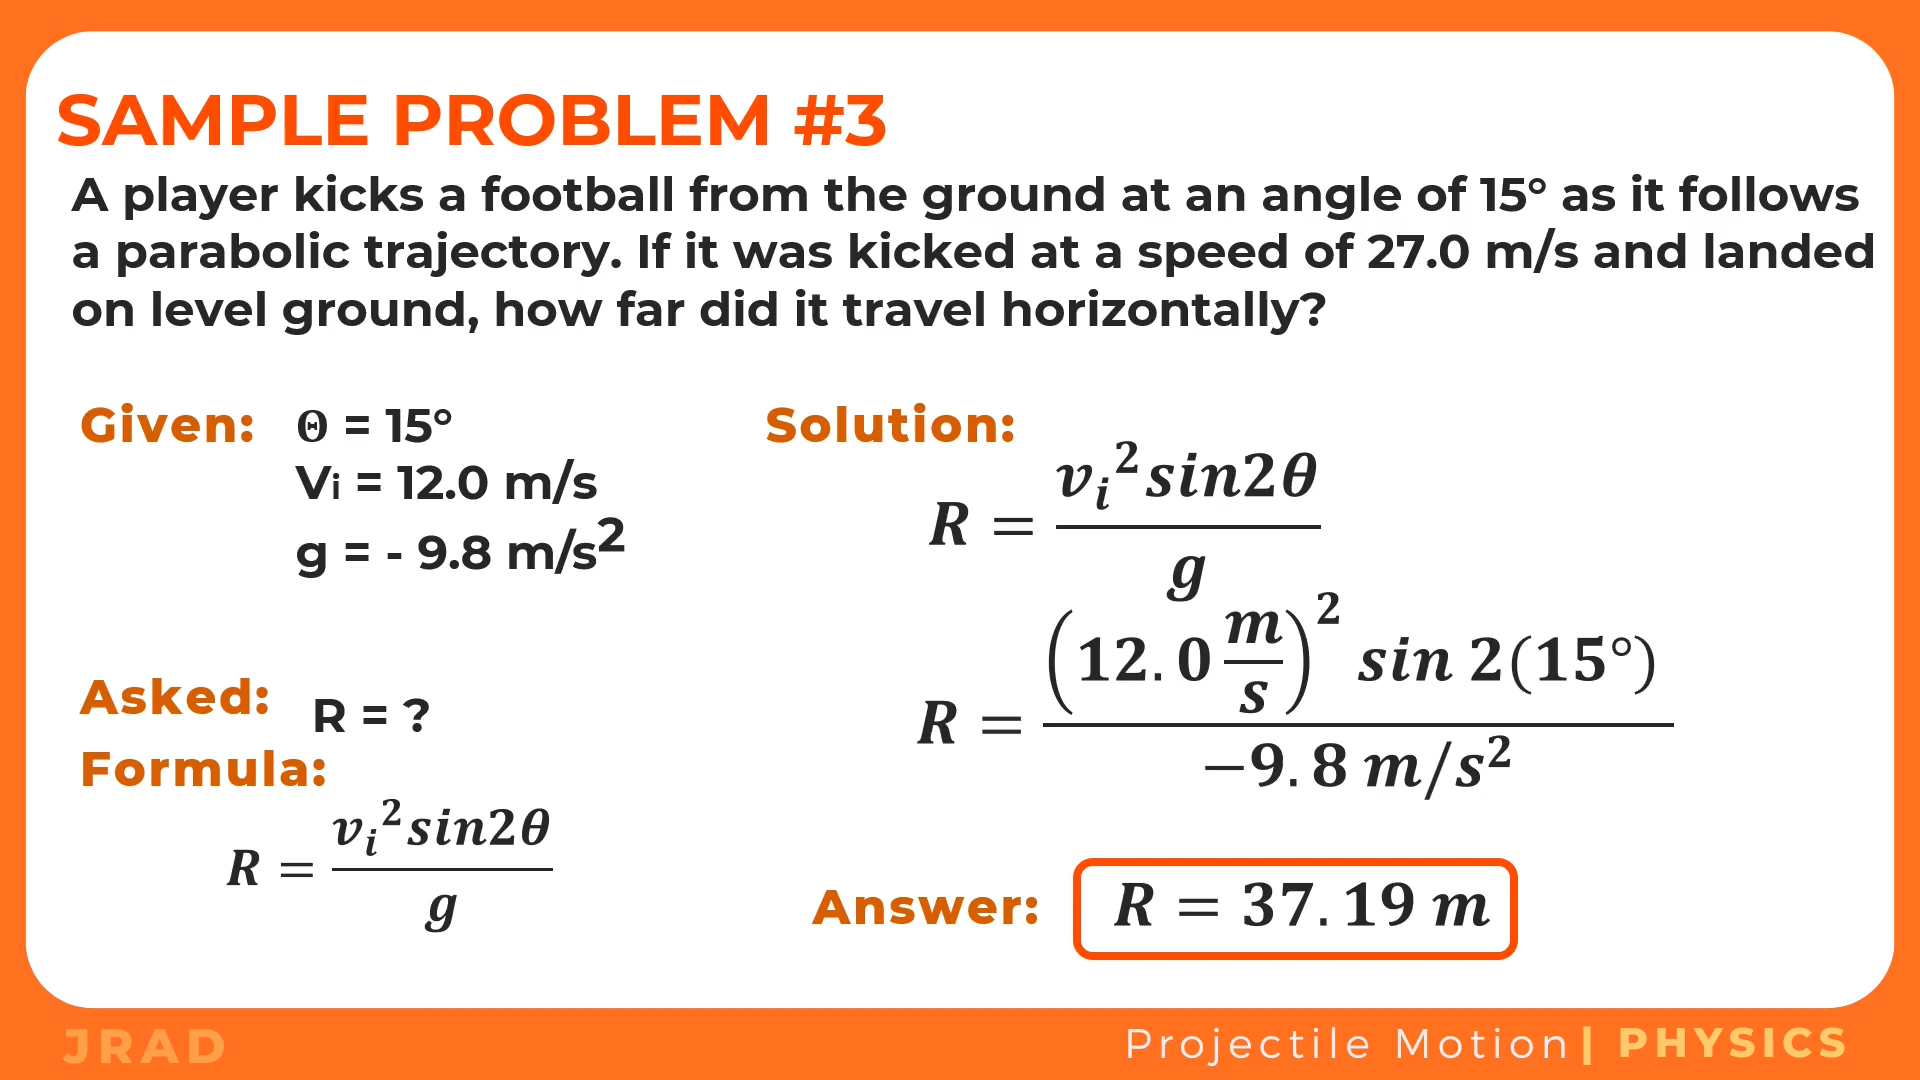 SAMPLE PROBLEM #3
A player kicks a football from the ground at an angle of 15° as it follows
a parabolic trajectory. If it was kicked at a speed of 27.0 m/s and landed
on level ground, how far did it travel horizontally?
Given: Θ = 15°
Vi = 12.0 m/s
g = - 9.8 m/s²
Asked: R = ?
Formula:
R = vᵢ²sin2θ / g
Solution:
R = vᵢ²sin2θ / g
R = (12.0 m/s)² sin 2(15°) / −9.8 m/s²
Answer: R = 37.19 m
JRAD
Projectile Motion | PHYSICS